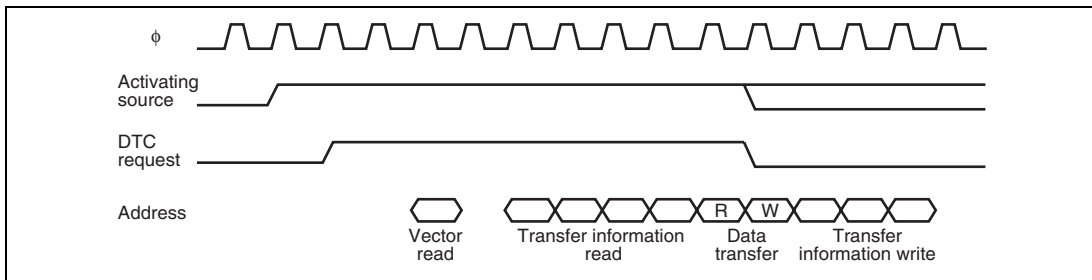 ϕ
Activating
source
DTC
request
Address
R W
Vector
read
Transfer information
read
Data
transfer
Transfer
information write